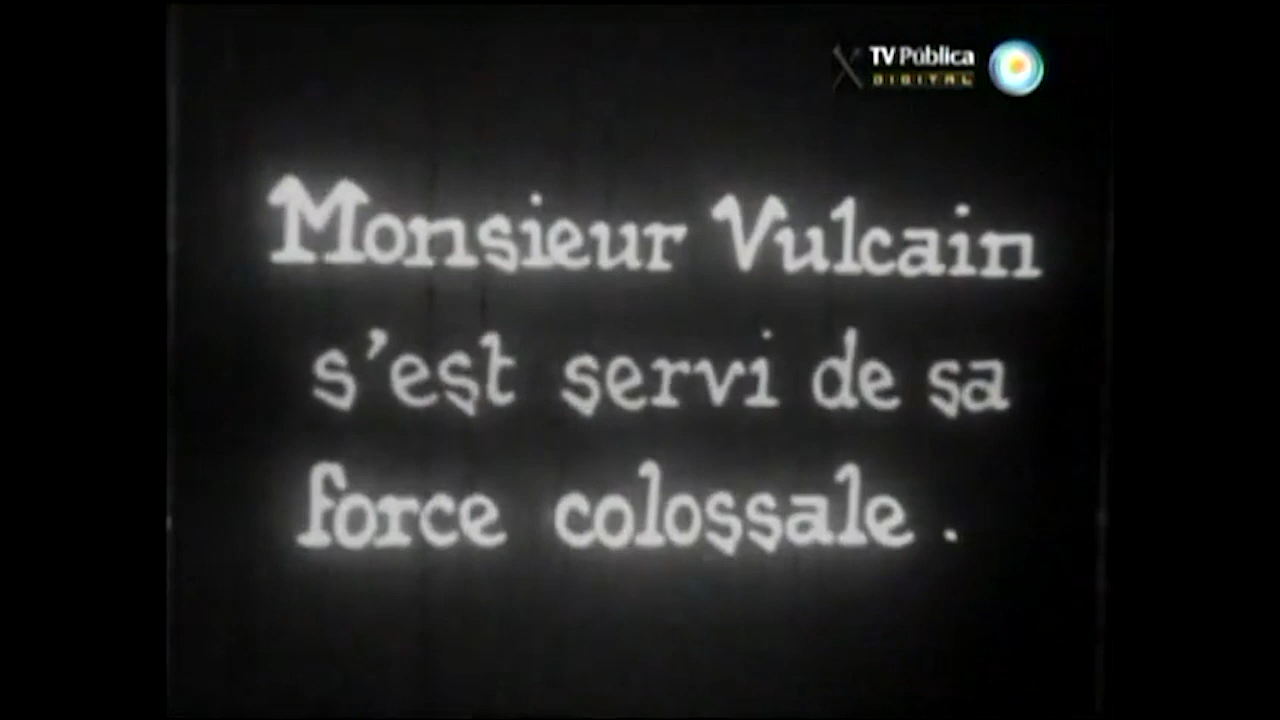 TV Pública
DIGITAL
Monsieur Vulcain
s'est servi de sa
force colossale.